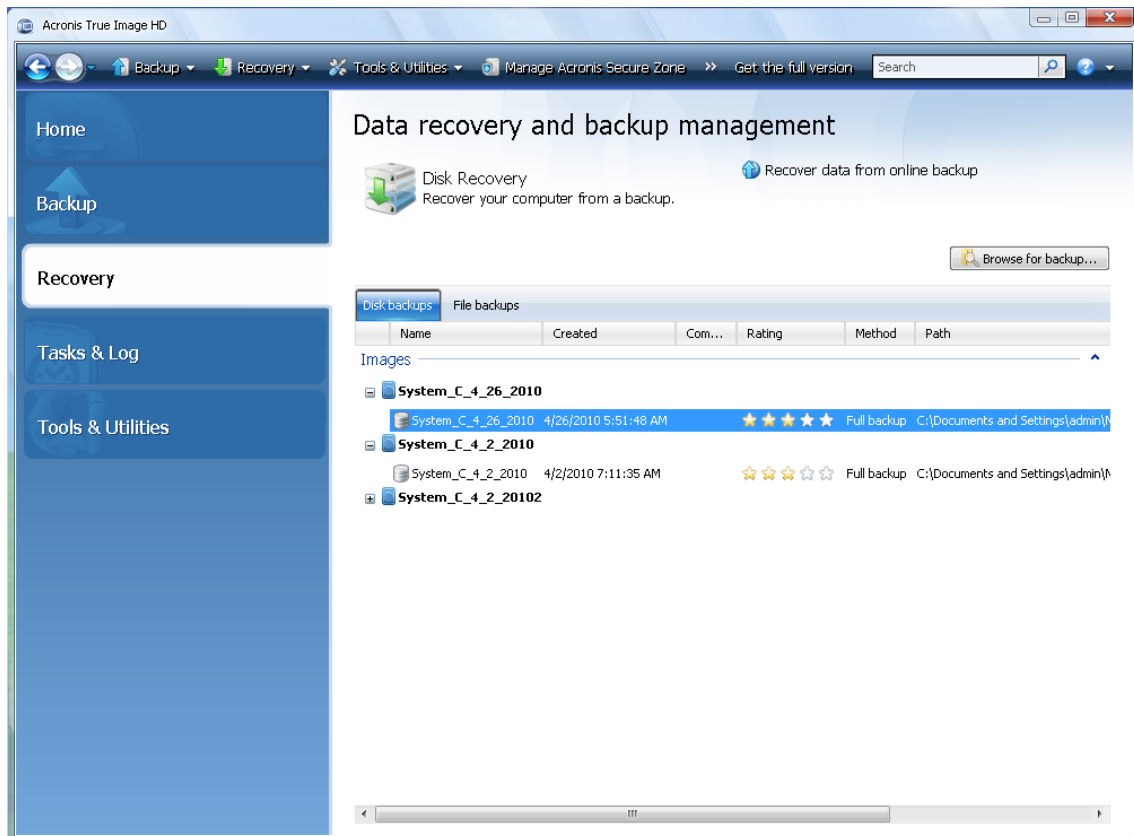 Acronis True Image HD
Backup Recovery Tools & Utilities Manage Acronis Secure Zone >> Get the full version Search
Home
Backup
Recovery
Tasks & Log
Tools & Utilities
Data recovery and backup management
Disk Recovery
Recover your computer from a backup.
Recover data from online backup
Browse for backup...
Disk backups File backups
Name Created Com... Rating Method Path
Images
System_C_4_26_2010
System_C_4_26_2010 4/26/2010 5:51:48 AM Full backup C:\Documents and Settings\admin\
System_C_4_2_2010
System_C_4_2_2010 4/2/2010 7:11:35 AM Full backup C:\Documents and Settings\admin\
System_C_4_2_20102